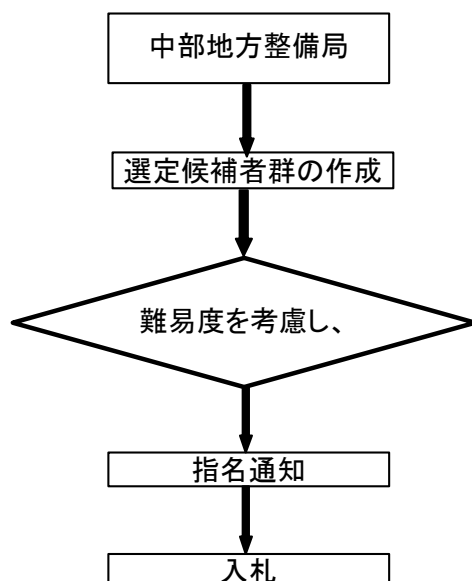 中部地方整備局
選定候補者群の作成
難易度を考慮し、
指名通知
入札